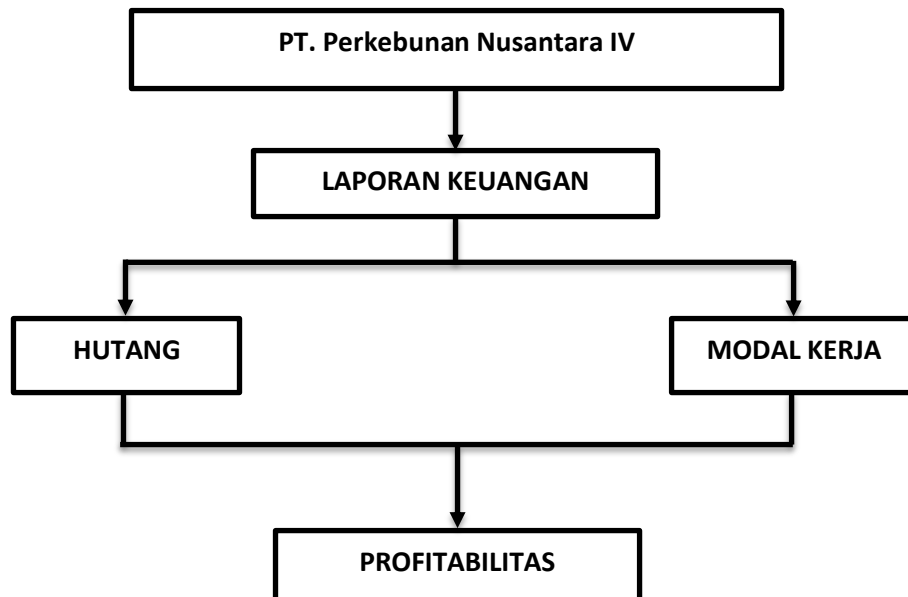 PT. Perkebunan Nusantara IV
LAPORAN KEUANGAN
HUTANG
MODAL KERJA
PROFITABILITAS